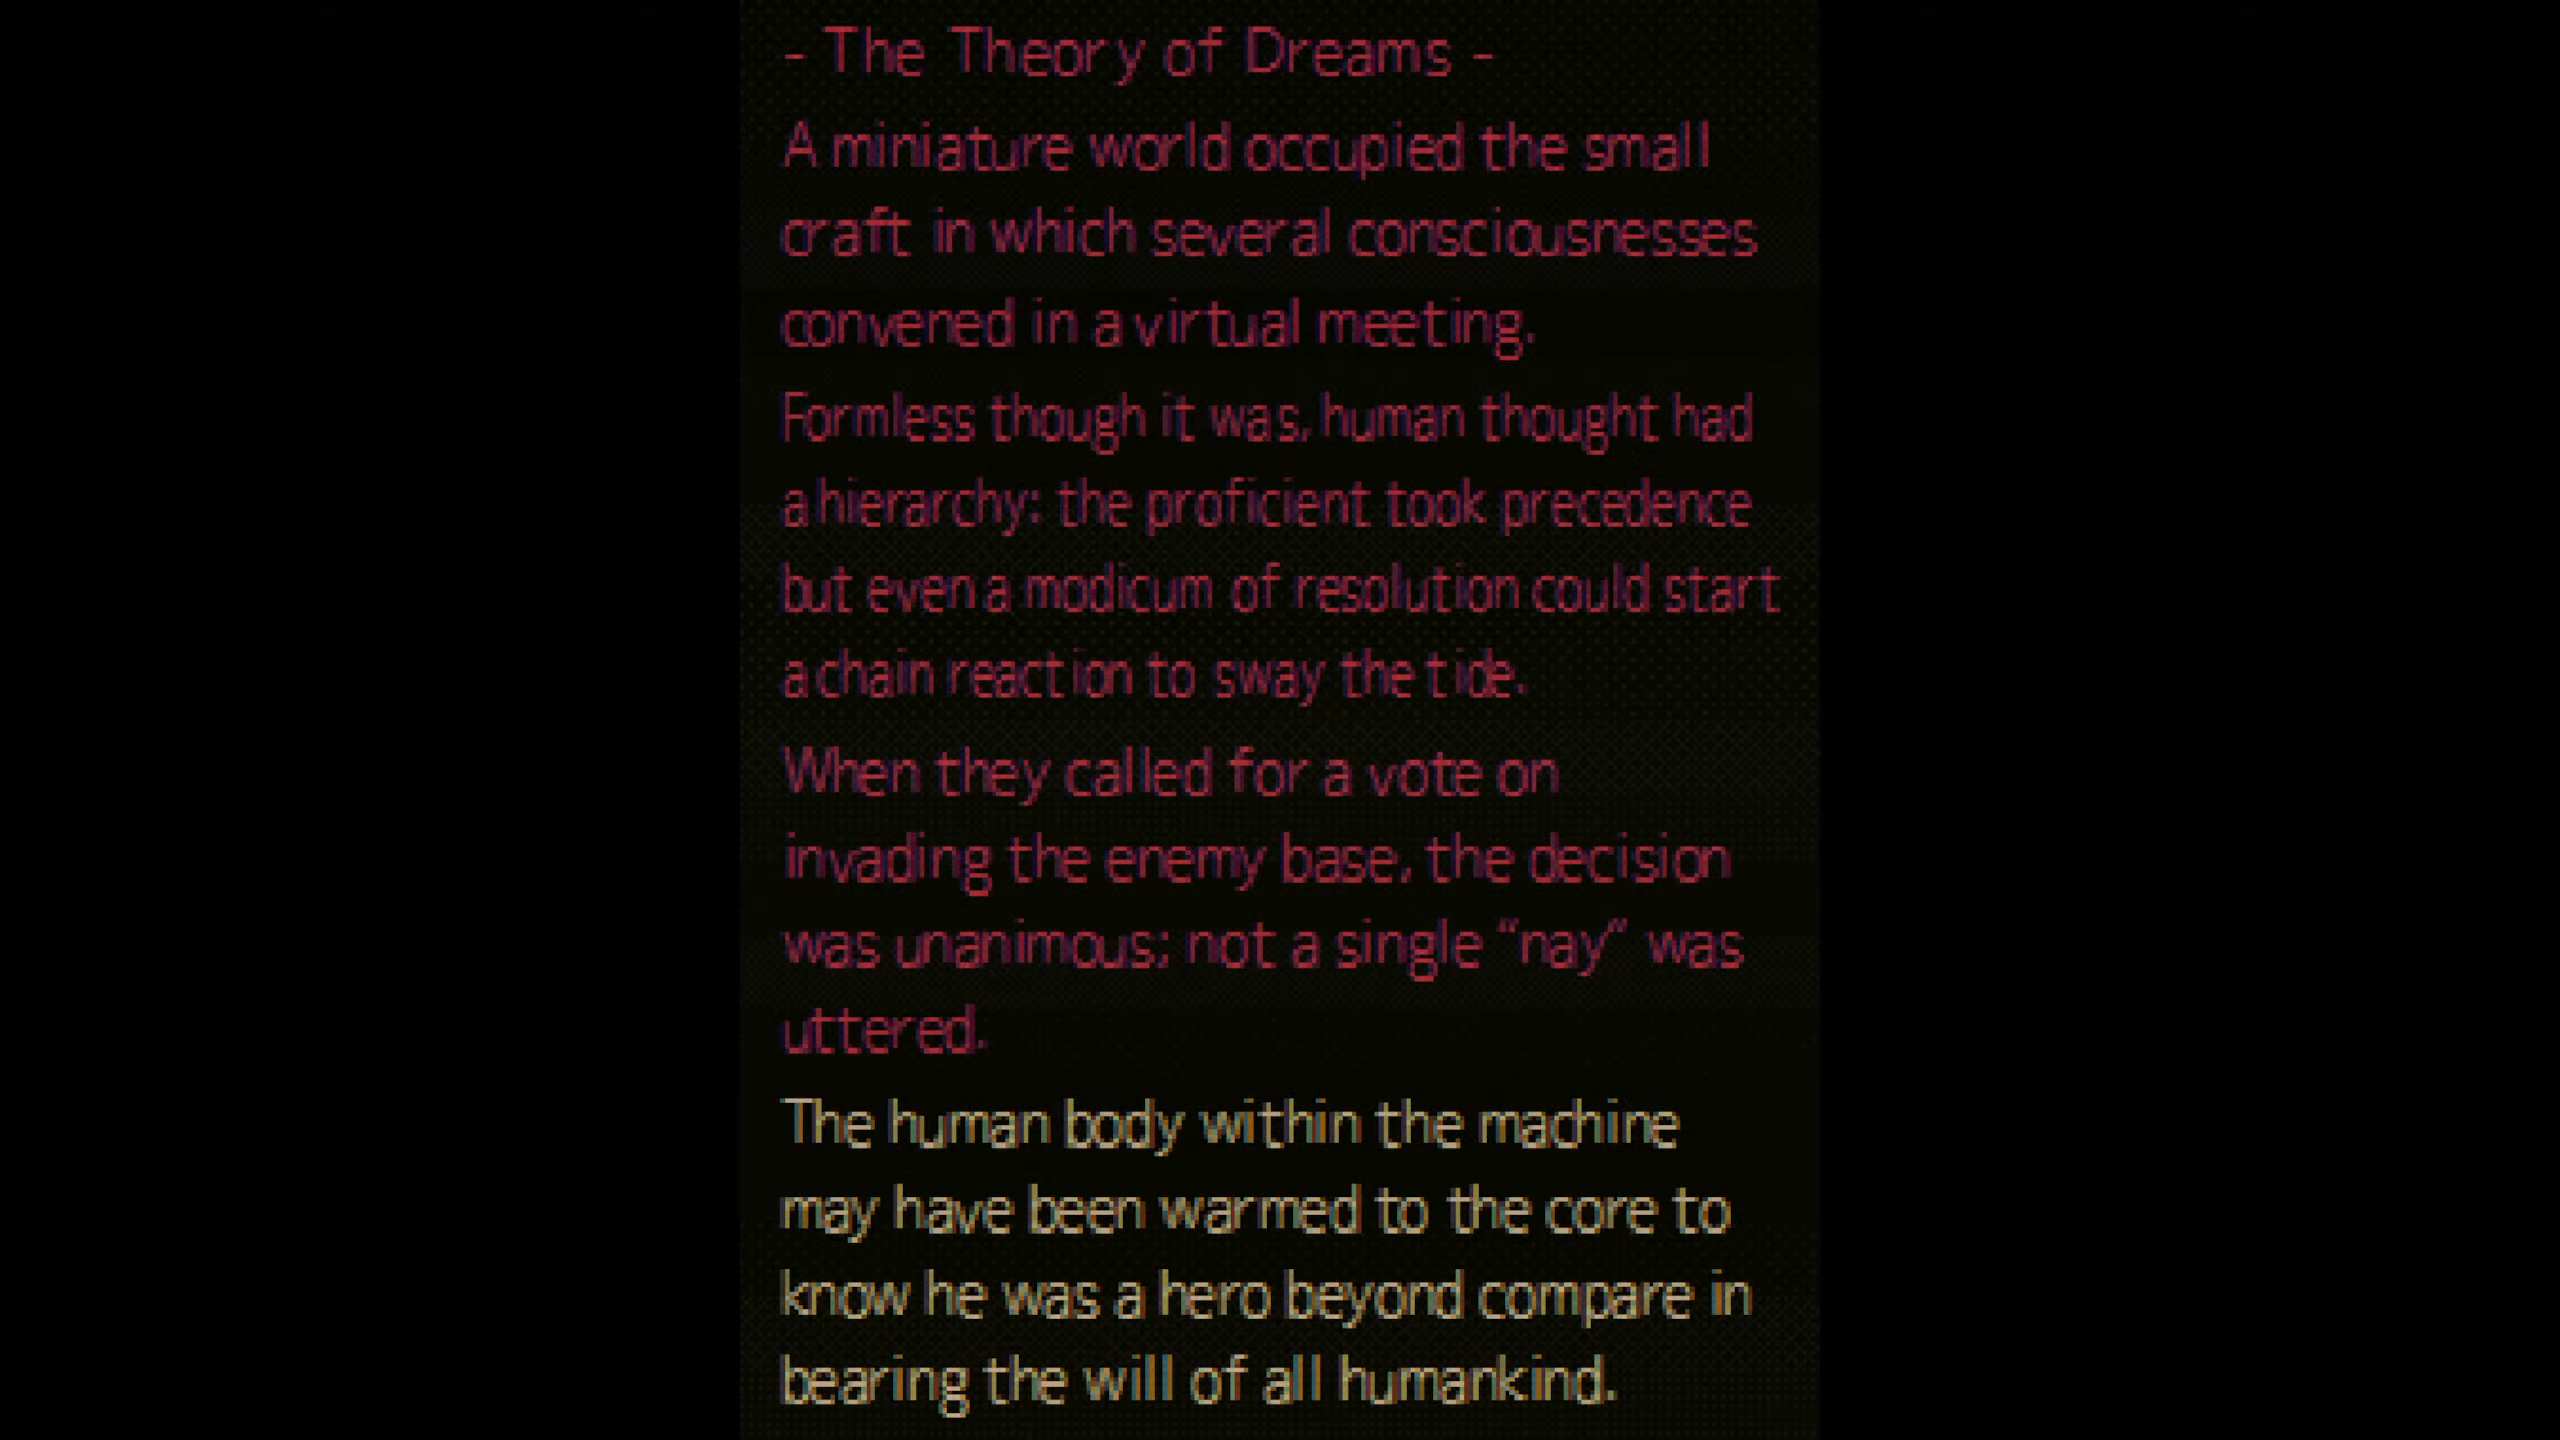 - The Theory of Dreams -
A miniature world occupied the small
craft in which several consciousnesses
convened in a virtual meeting.
Formless though it was, human thought had
a hierarchy: the proficient took precedence
but even a modicum of resolution could start
a chain reaction to sway the tide.
When they called for a vote on
invading the enemy base, the decision
was unanimous; not a single “nay” was
uttered.
The human body within the machine
may have been warmed to the core to
know he was a hero beyond compare in
bearing the will of all humankind.